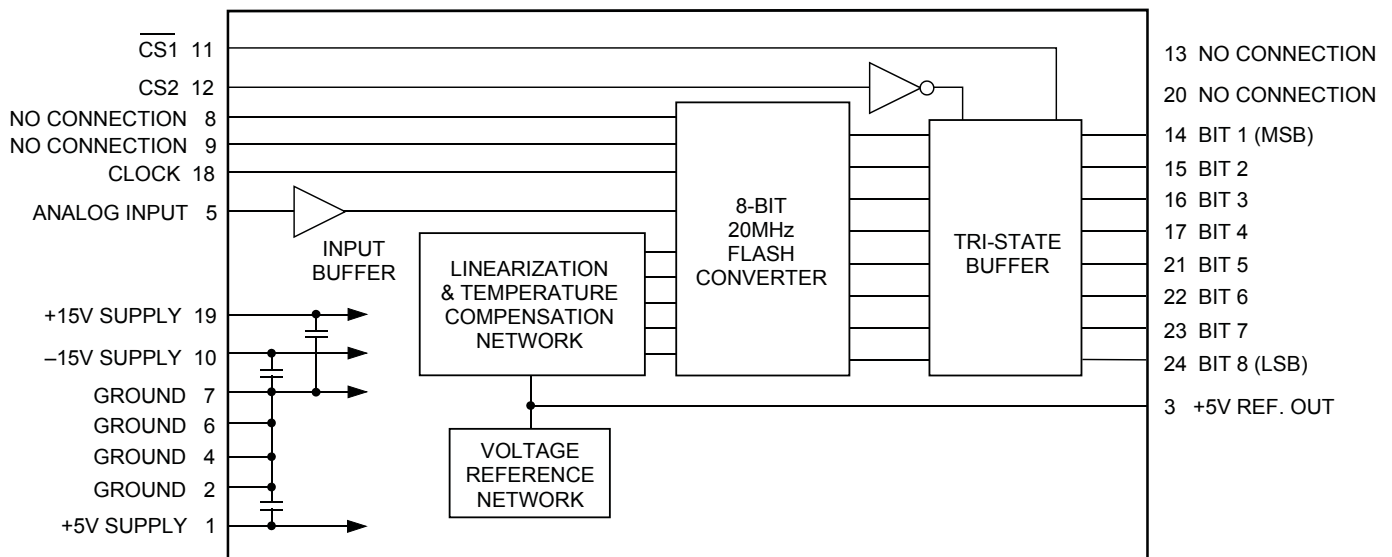 CS1 11
CS2 12
NO CONNECTION 8
NO CONNECTION 9
CLOCK 18
ANALOG INPUT 5
INPUT
BUFFER
+15V SUPPLY 19
–15V SUPPLY 10
GROUND 7
GROUND 6
GROUND 4
GROUND 2
+5V SUPPLY 1
LINEARIZATION
& TEMPERATURE
COMPENSATION
NETWORK
VOLTAGE
REFERENCE
NETWORK
8-BIT
20MHz
FLASH
CONVERTER
TRI-STATE
BUFFER
13 NO CONNECTION
20 NO CONNECTION
14 BIT 1 (MSB)
15 BIT 2
16 BIT 3
17 BIT 4
21 BIT 5
22 BIT 6
23 BIT 7
24 BIT 8 (LSB)
3 +5V REF. OUT